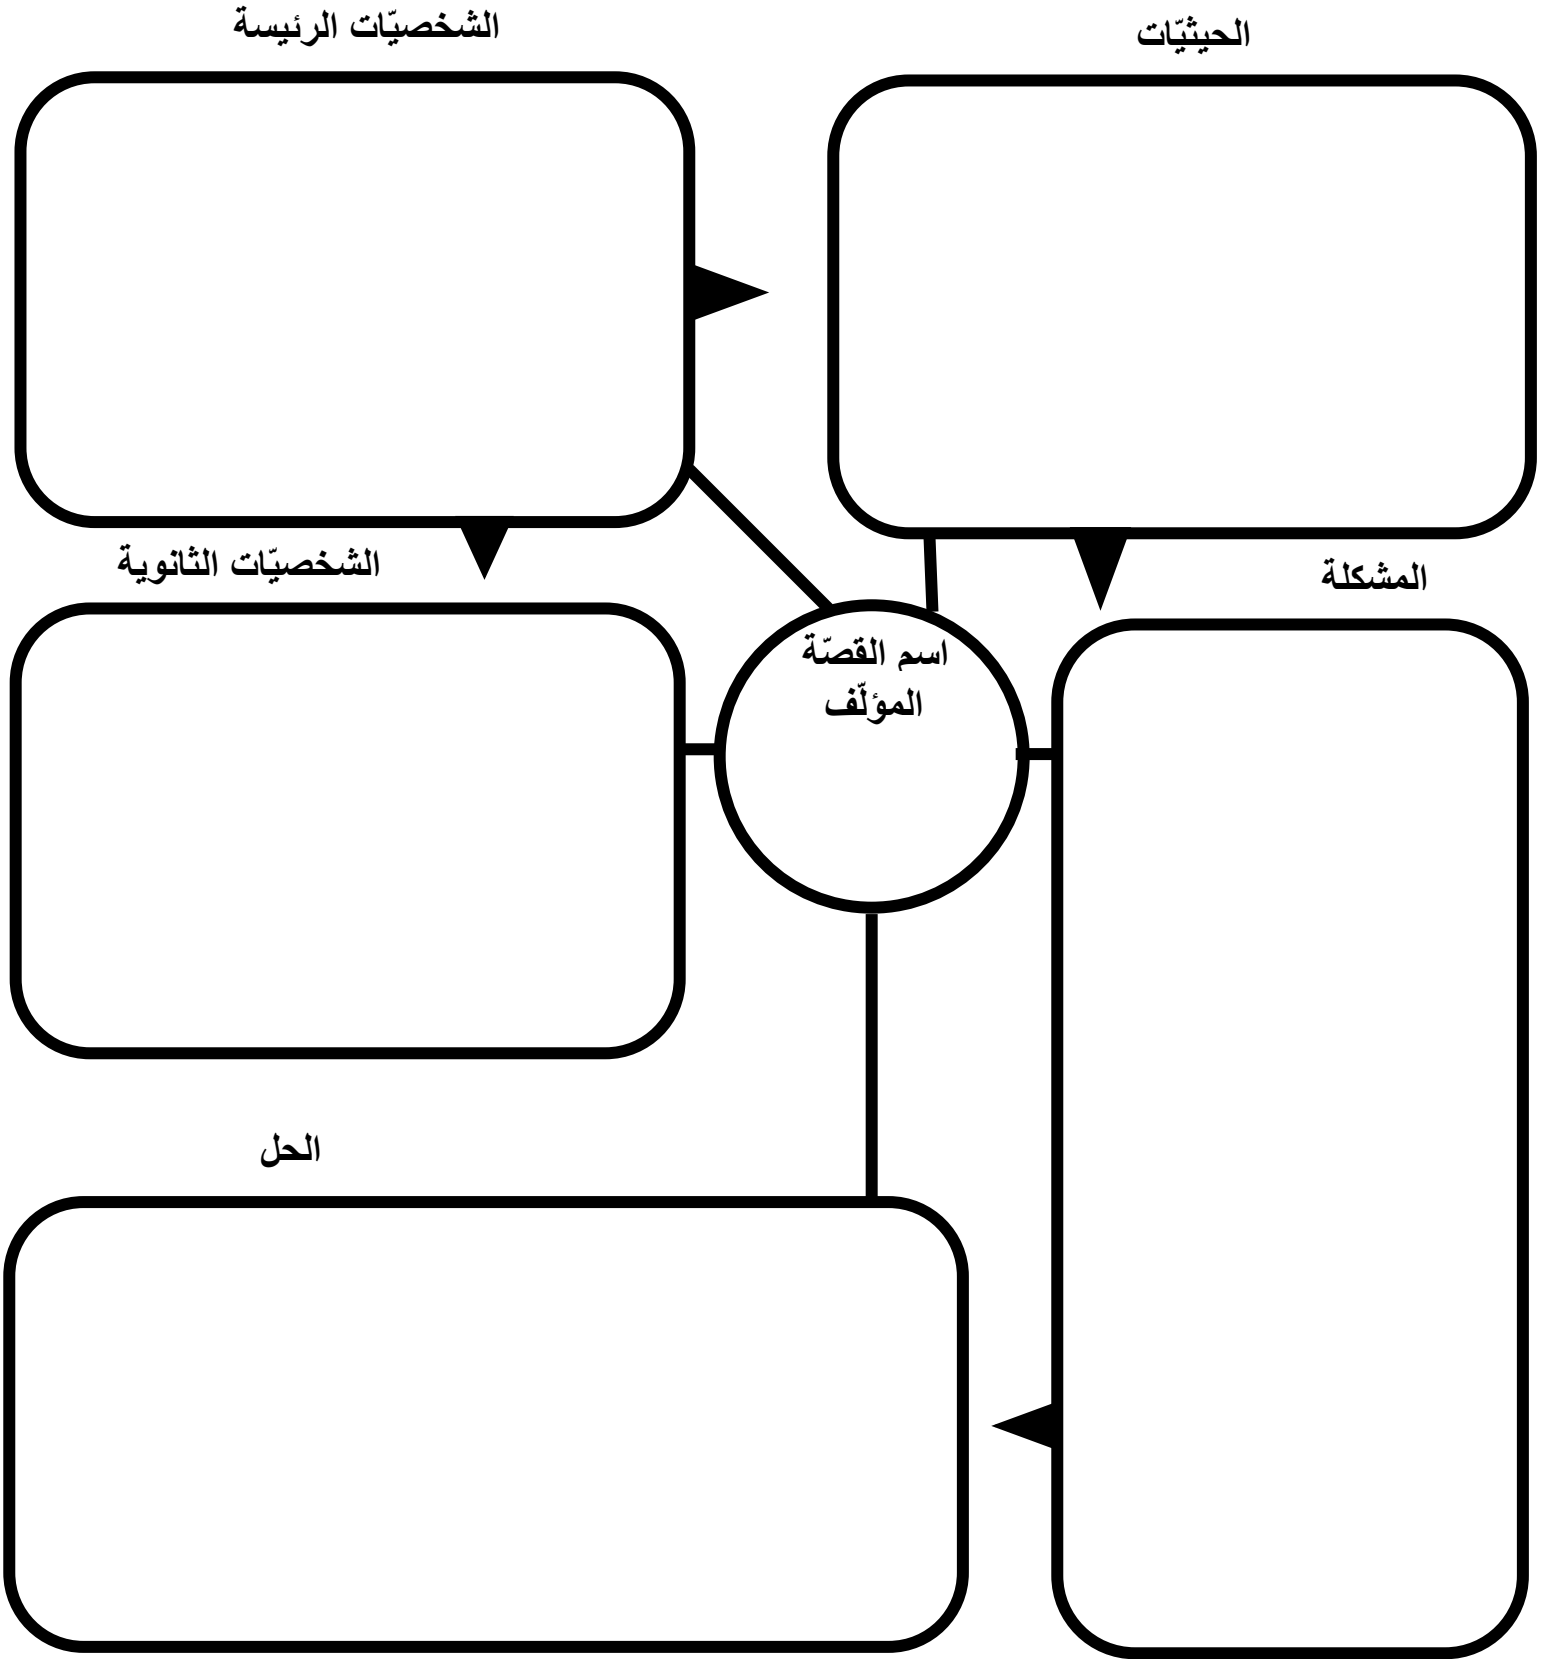 الحيثيّات
الشخصيّات الرئيسة
المشكلة
الشخصيّات الثانوية
اسم القصّة
المؤلّف
الحل